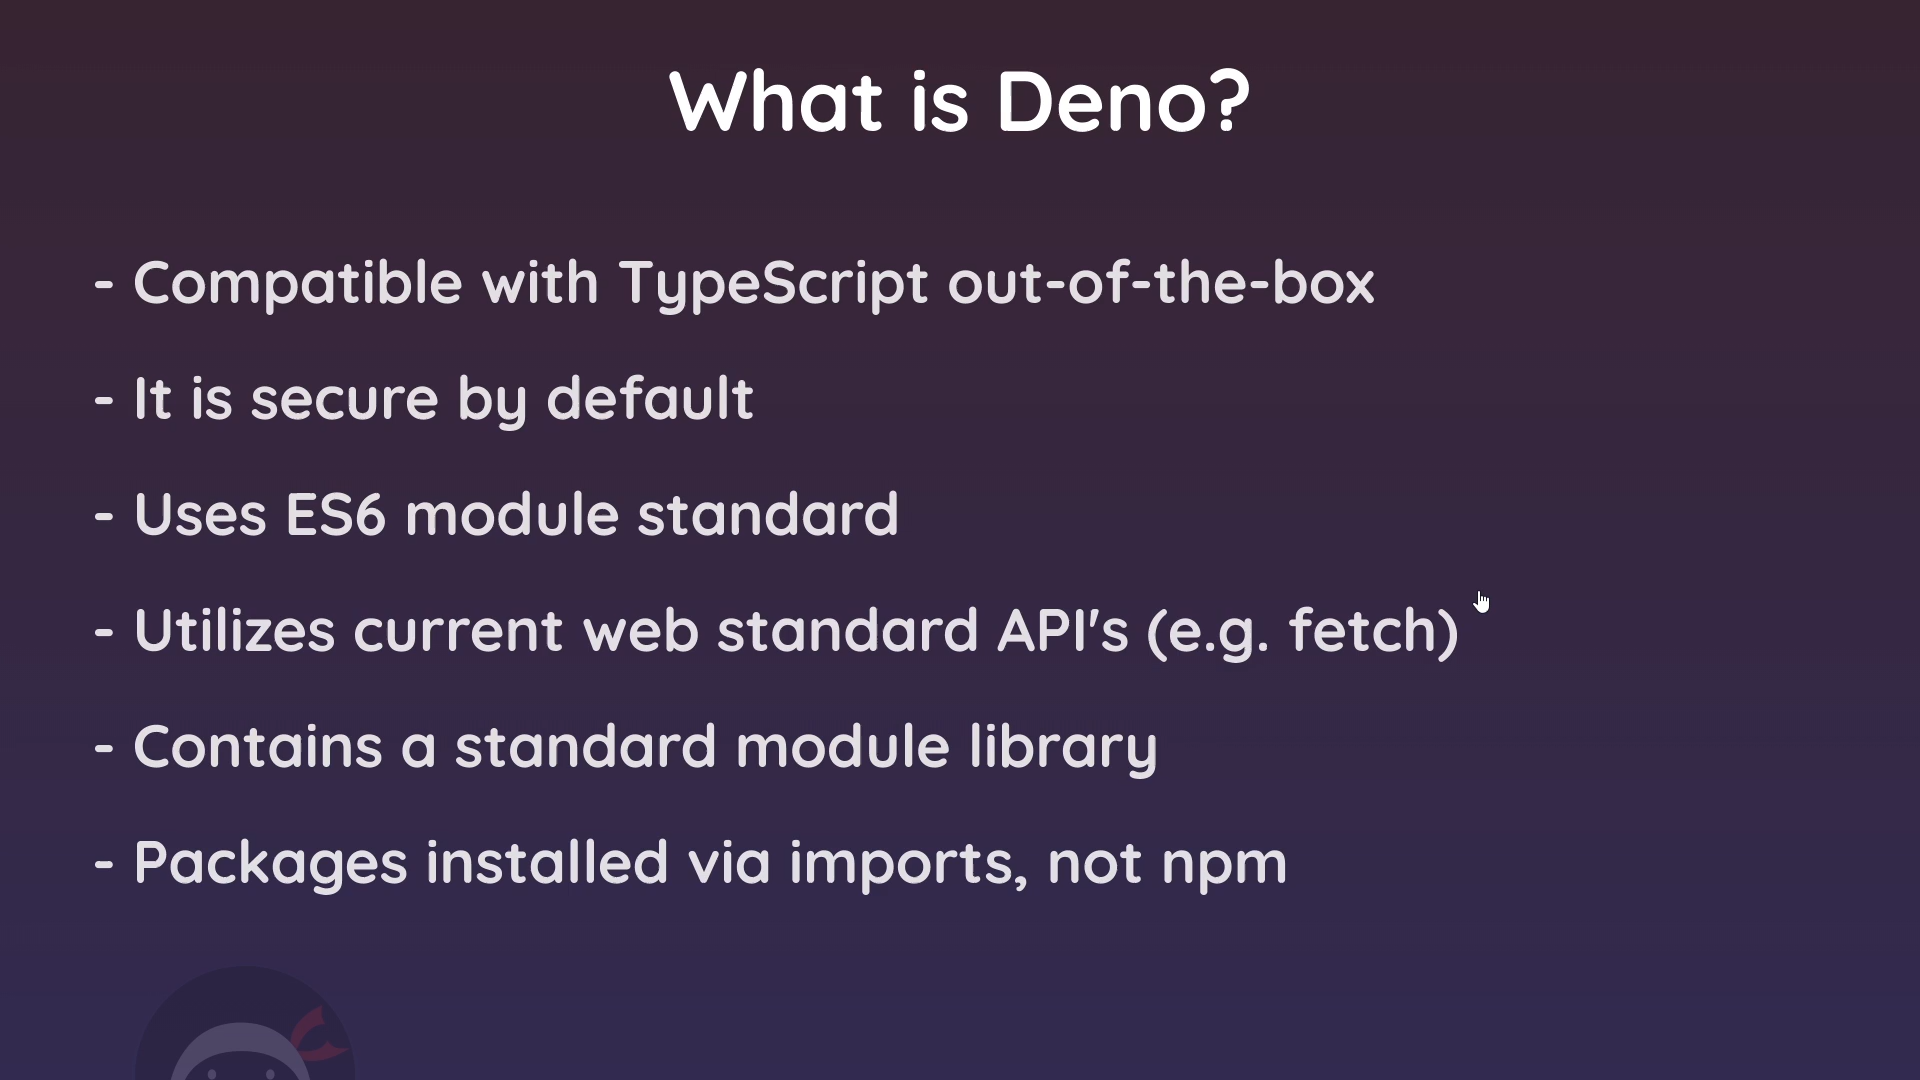 What is Deno?
- Compatible with TypeScript out-of-the-box
- It is secure by default
- Uses ES6 module standard
- Utilizes current web standard API's (e.g. fetch)
- Contains a standard module library
- Packages installed via imports, not npm